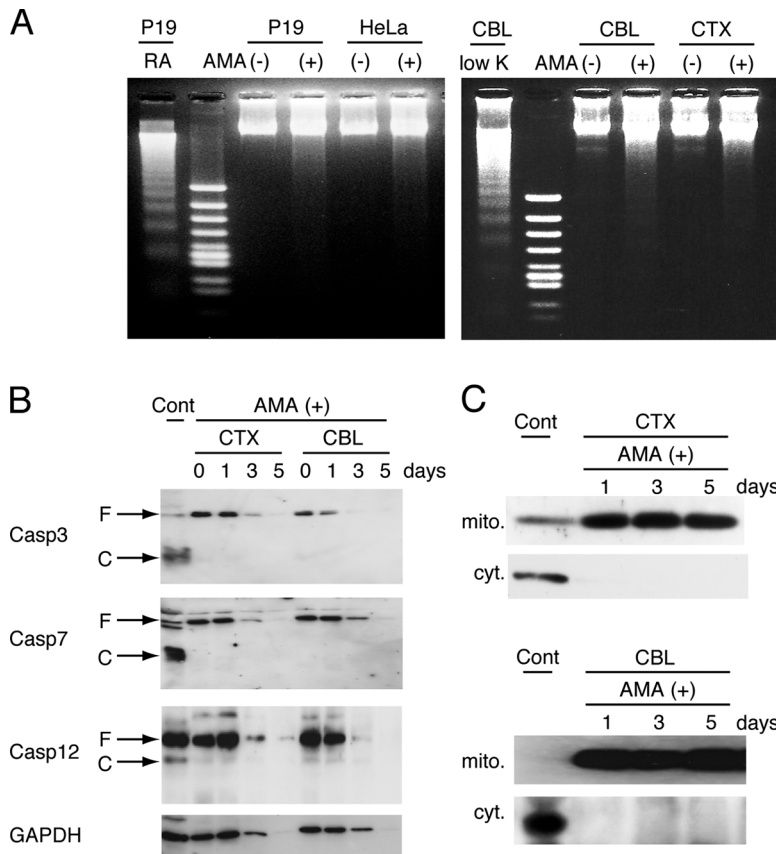 A
P19 P19 HeLa
RA AMA (-) (+) (-) (+)
CBL CBL CTX
low K AMA (-) (+) (-) (+)
B
Cont AMA (+)
CTX CBL
0 1 3 5 0 1 3 5 days
Casp3 F
C
Casp7 F
C
Casp12 F
C
GAPDH
C
Cont CTX
AMA (+)
1 3 5 days
mito.
cyt.
Cont CBL
AMA (+)
1 3 5 days
mito.
cyt.